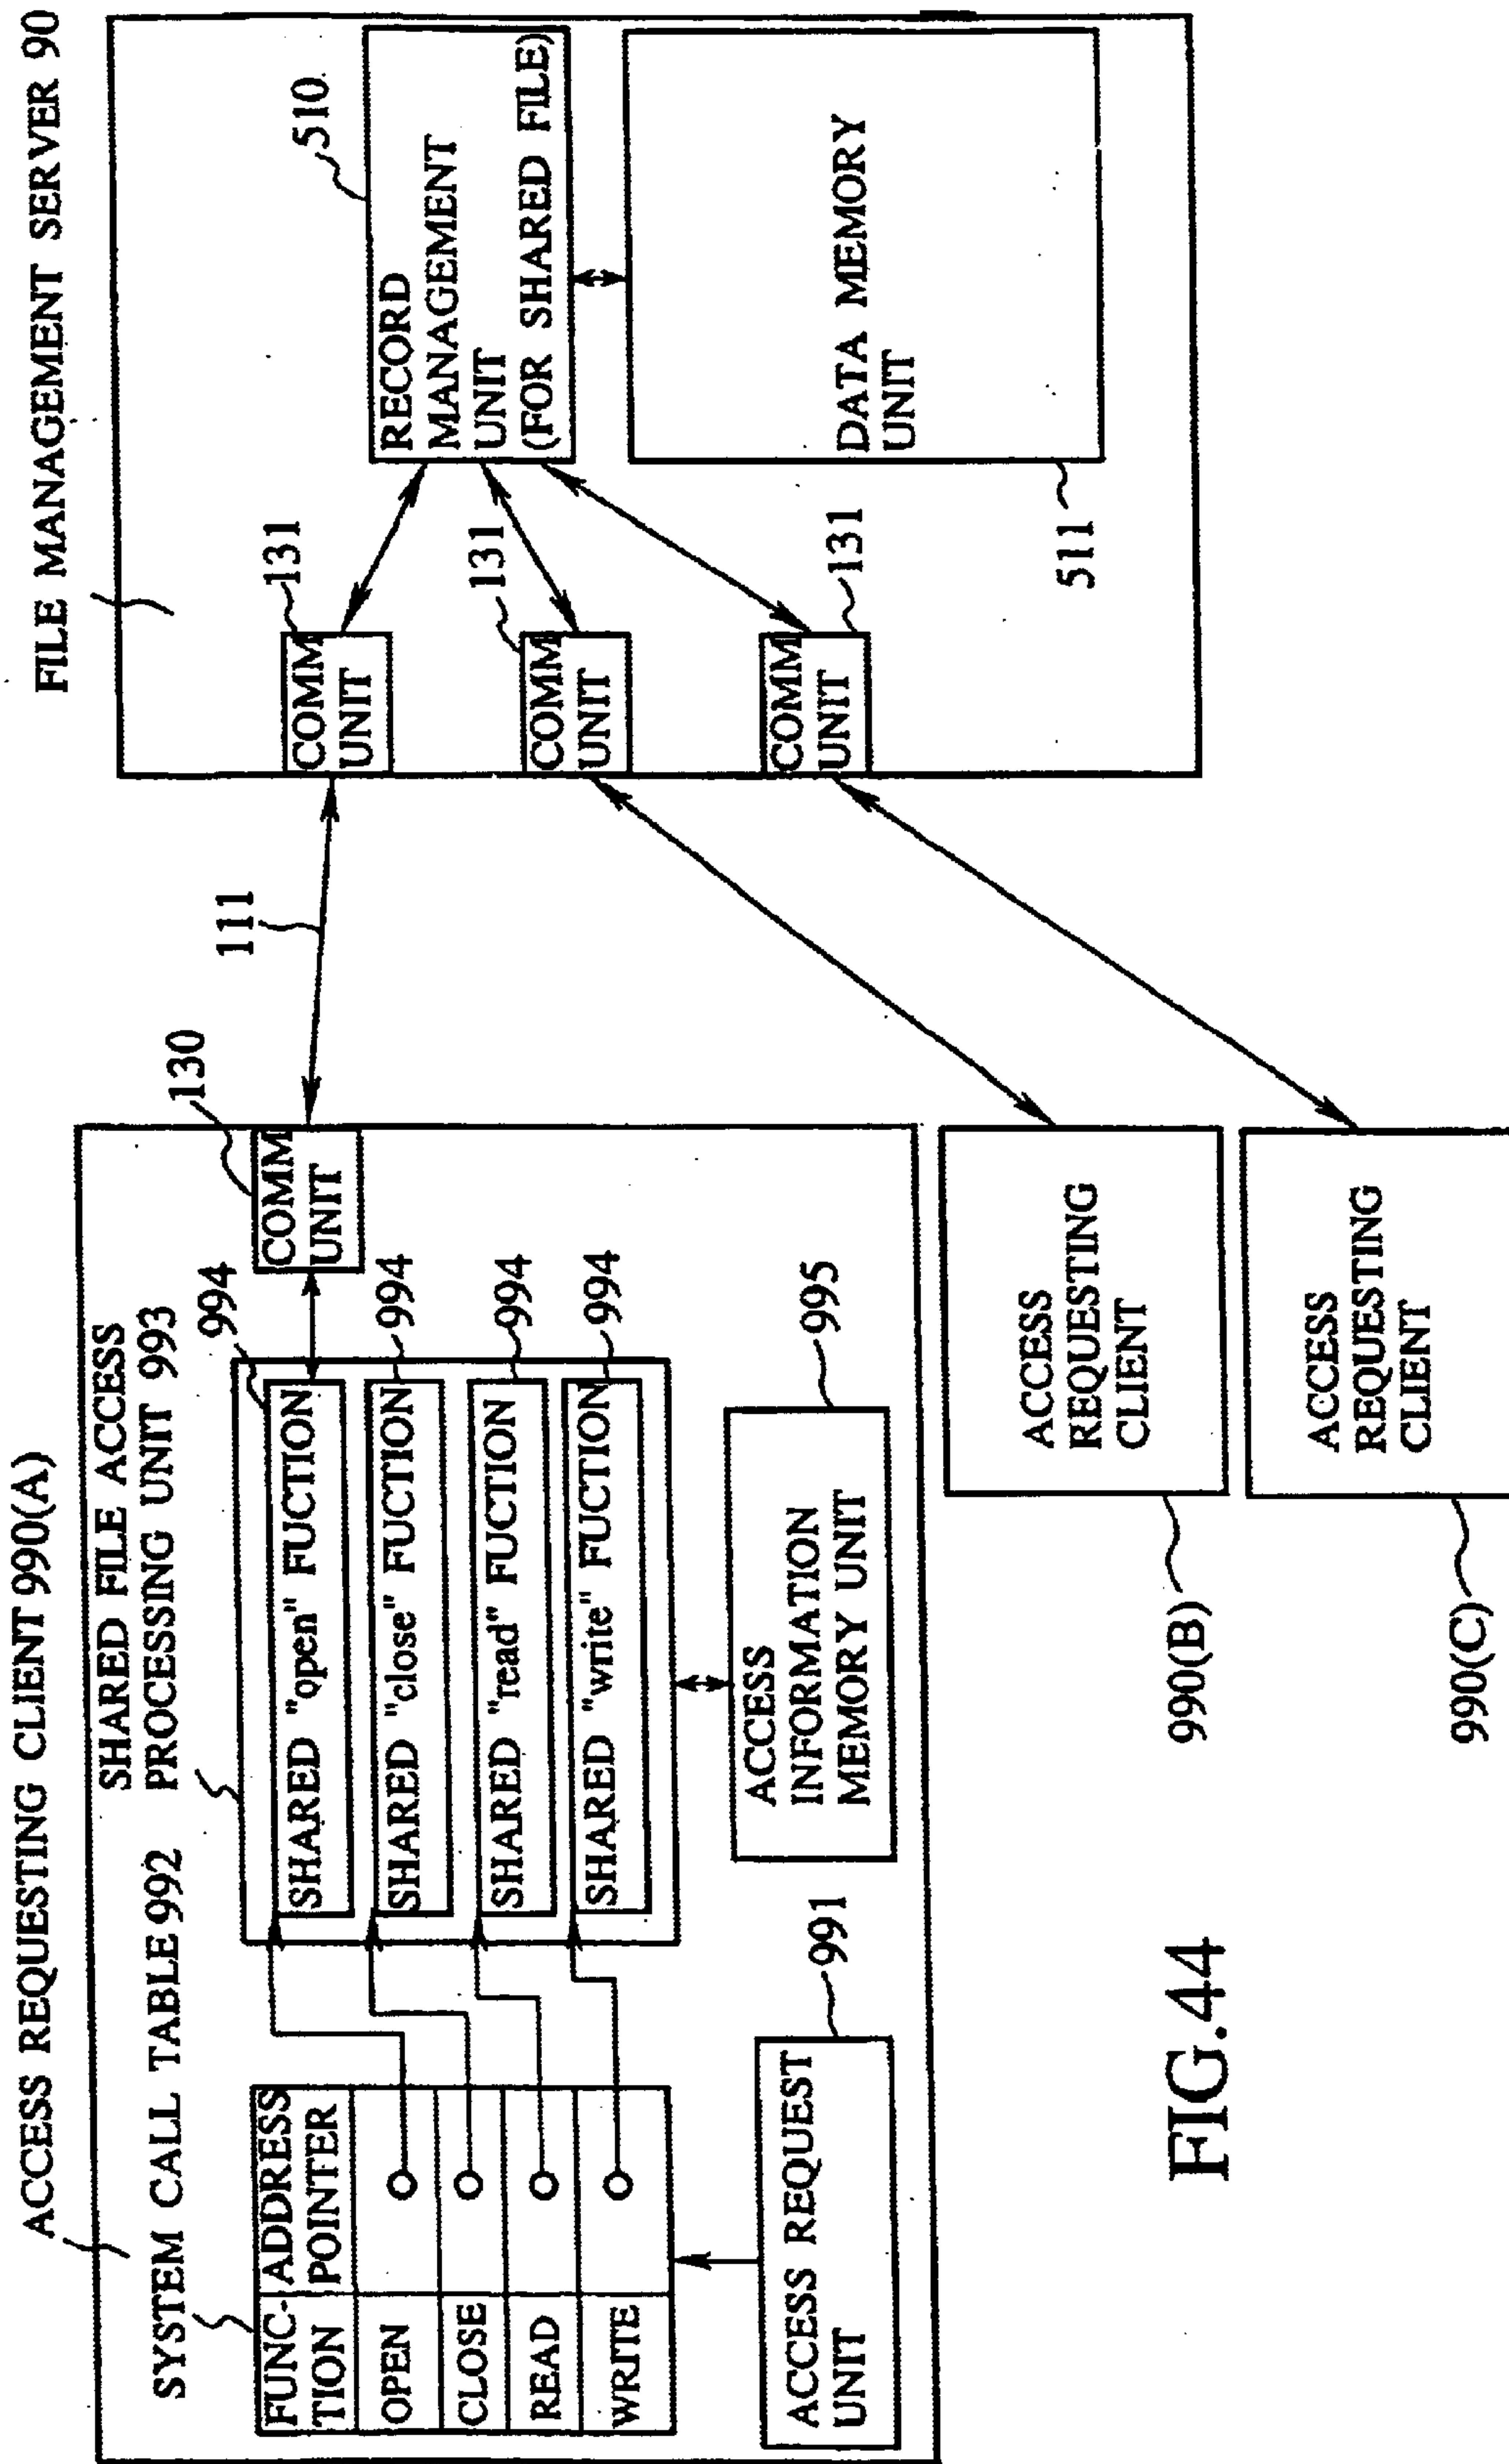 ACCESS REQUESTING CLIENT 990(A)
SYSTEM CALL TABLE 992
FUNC-
TION
ADDRESS
POINTER
OPEN
CLOSE
READ
WRITE
ACCESS REQUEST
UNIT
991
SHARED FILE ACCESS
PROCESSING UNIT 993
994
SHARED "open" FUCTION
994
SHARED "close" FUCTION
994
SHARED "read" FUCTION
994
SHARED "write" FUCTION
ACCESS
INFORMATION
MEMORY UNIT
995
130
COMM
UNIT
111
FILE MANAGEMENT SERVER 90
COMM
UNIT
131
COMM
UNIT
131
COMM
UNIT
131
510
RECORD
MANAGEMENT
UNIT
(FOR SHARED FILE)
DATA MEMORY
UNIT
511
ACCESS
REQUESTING
CLIENT
990(B)
ACCESS
REQUESTING
CLIENT
990(C)
FIG.44